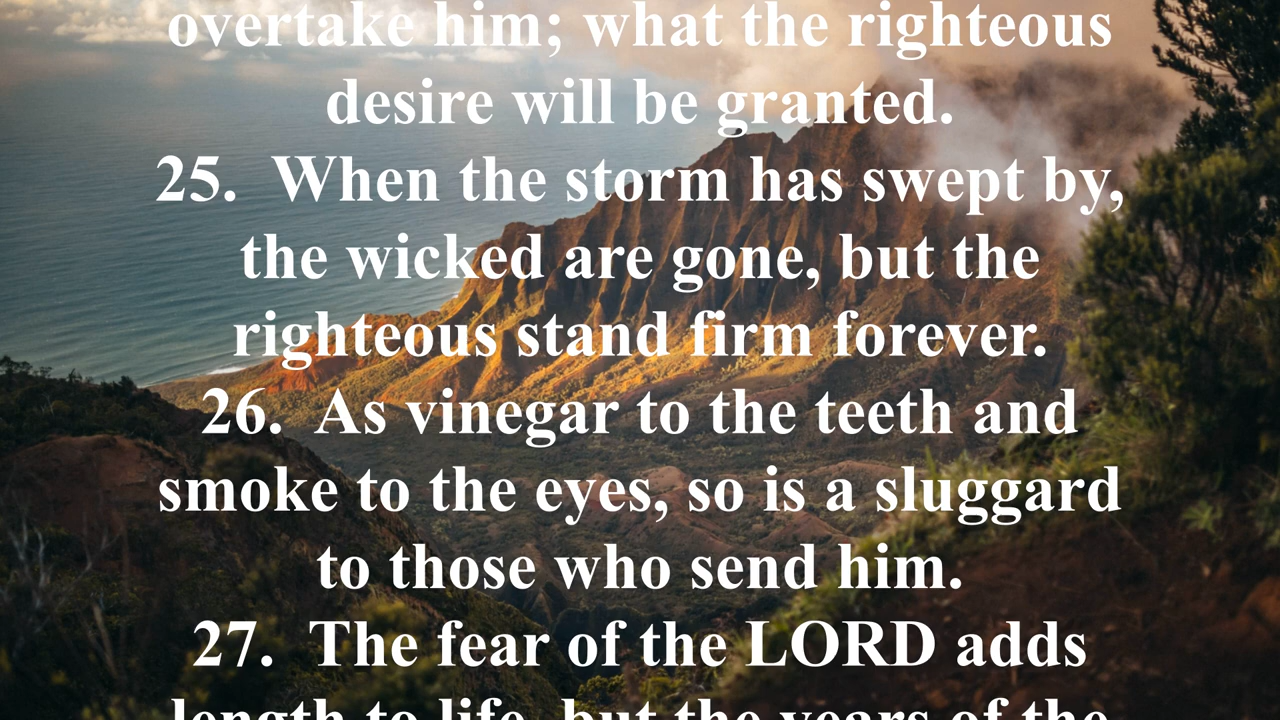 overtake him; what the righteous
desire will be granted.
25.  When the storm has swept by,
the wicked are gone, but the
righteous stand firm forever.
26.  As vinegar to the teeth and
smoke to the eyes, so is a sluggard
to those who send him.
27.  The fear of the LORD adds
length to life, but the years of the